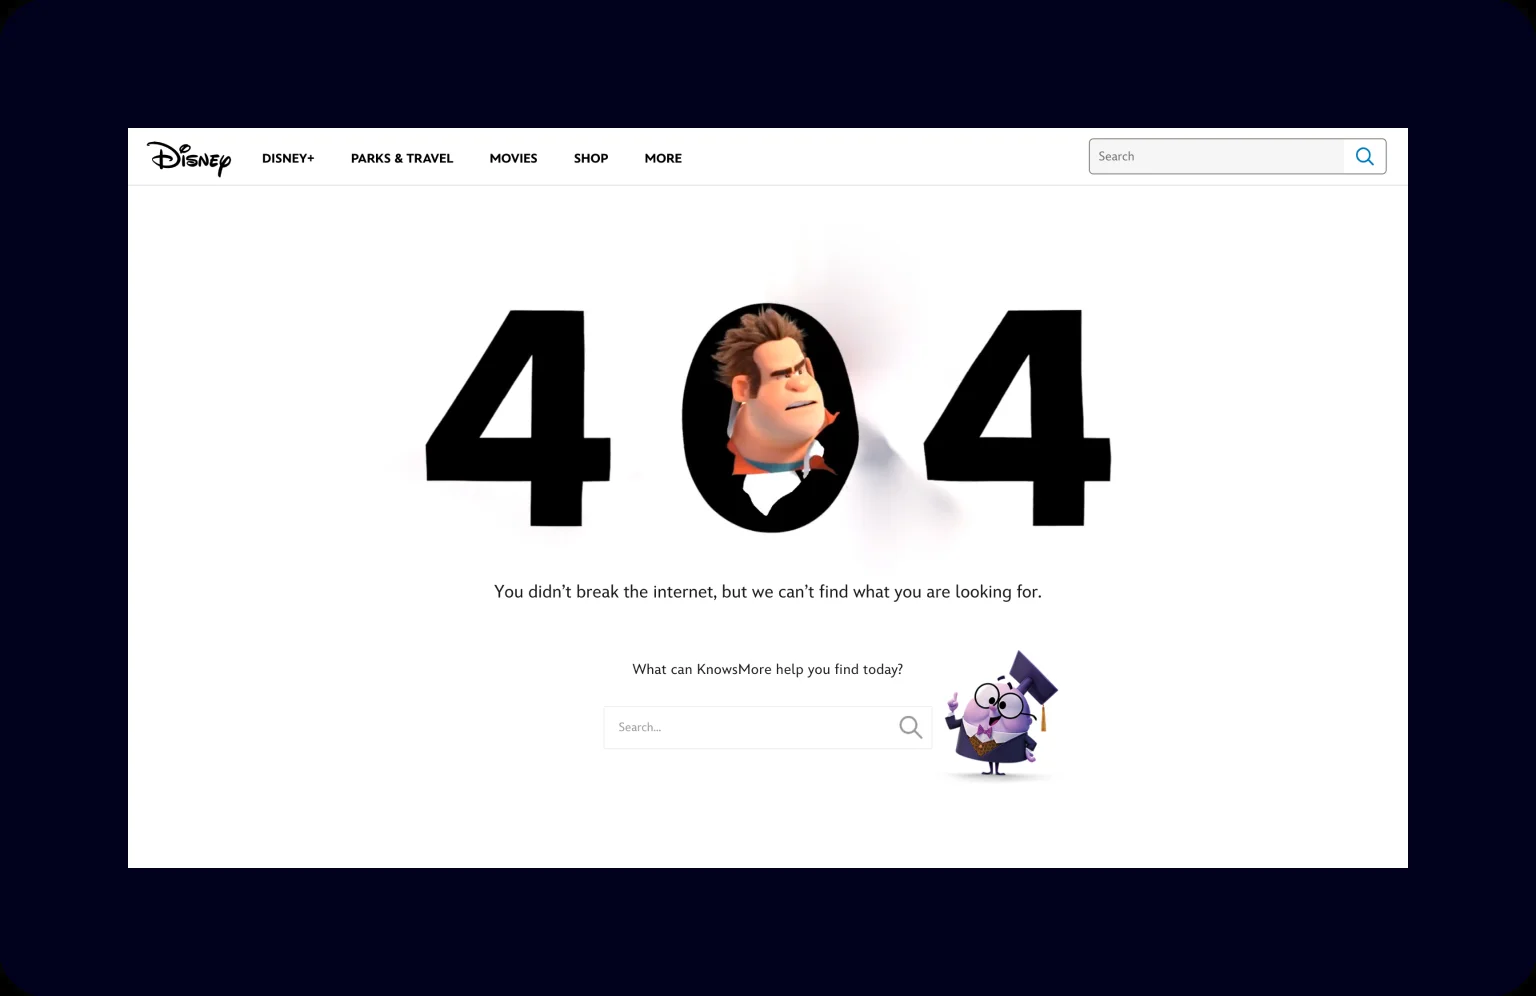 Disney DISNEY+ PARKS & TRAVEL MOVIES SHOP MORE Search
404
You didn’t break the internet, but we can’t find what you are looking for.
What can KnowsMore help you find today?
Search...